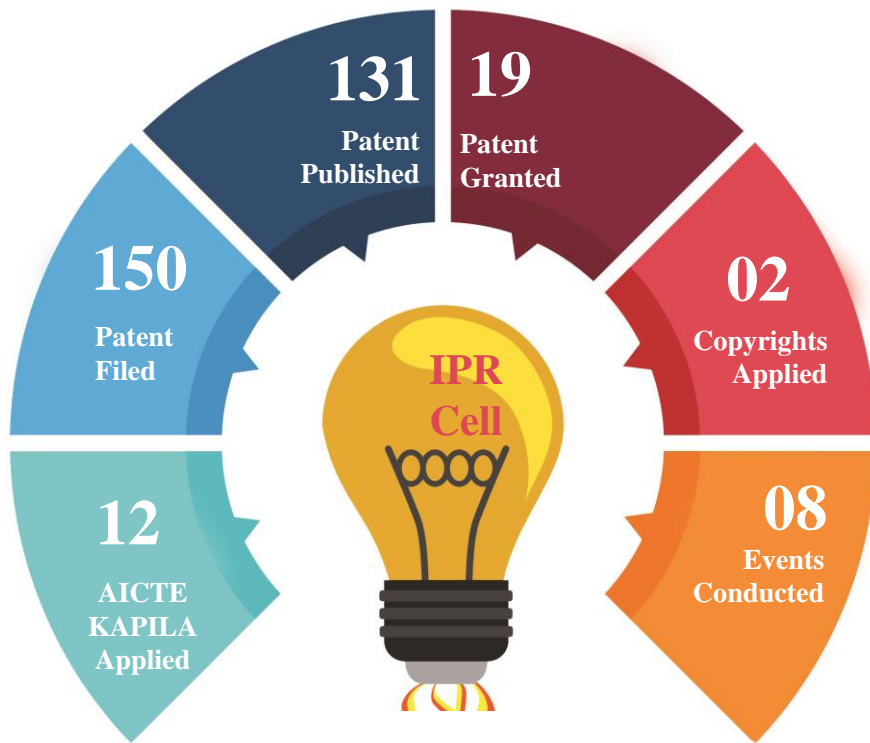 131
Patent
Published
19
Patent
Granted
150
Patent
Filed
02
Copyrights
Applied
IPR
Cell
12
AICTE
KAPILA
Applied
08
Events
Conducted